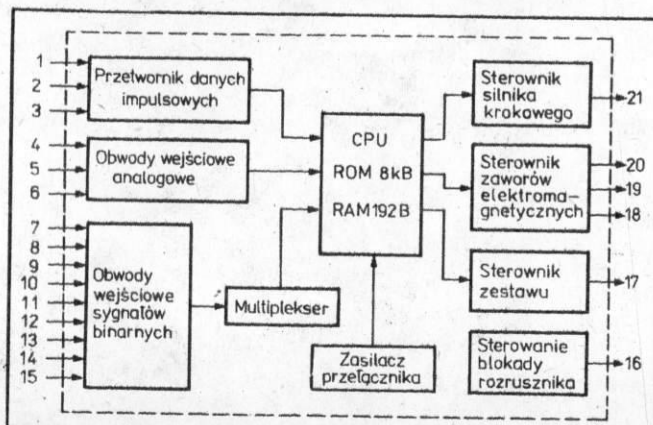 1
2
3
Przetwornik danych
impulsowych
4
5
6
Obwody wejściowe
analogowe
7
8
9
10
11
12
13
14
15
Obwody
wejściowe
sygnałów
binarnych
Multiplekser
CPU
ROM 8kB
RAM 192B
Zasilacz
przełącznika
Sterownik
silnika
krokowego
21
Sterownik
zaworów
elektroma-
gnetycznych
20
19
18
Sterownik
zestawu
17
Sterowanie
blokady
rozrusznika
16